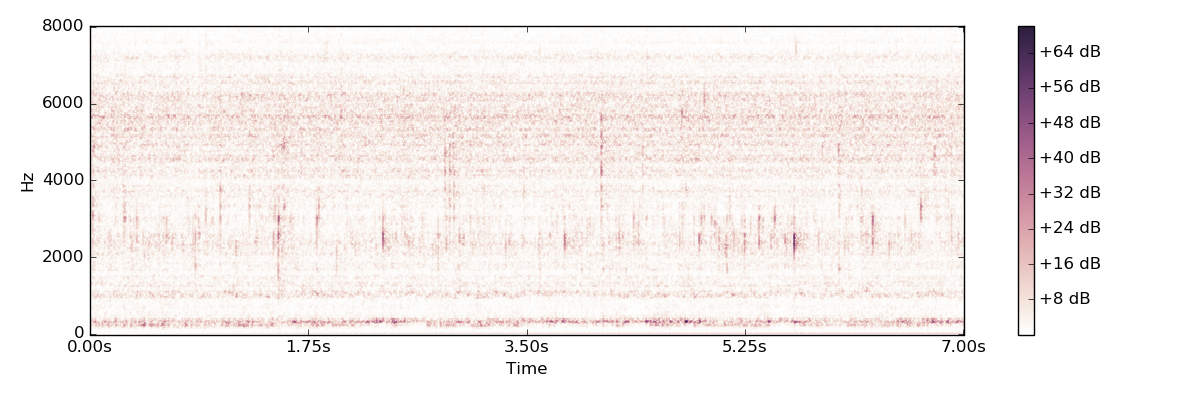 8000
6000
4000
2000
0
Hz
0.00s
1.75s
3.50s
5.25s
7.00s
Time
+64 dB
+56 dB
+48 dB
+40 dB
+32 dB
+24 dB
+16 dB
+8 dB